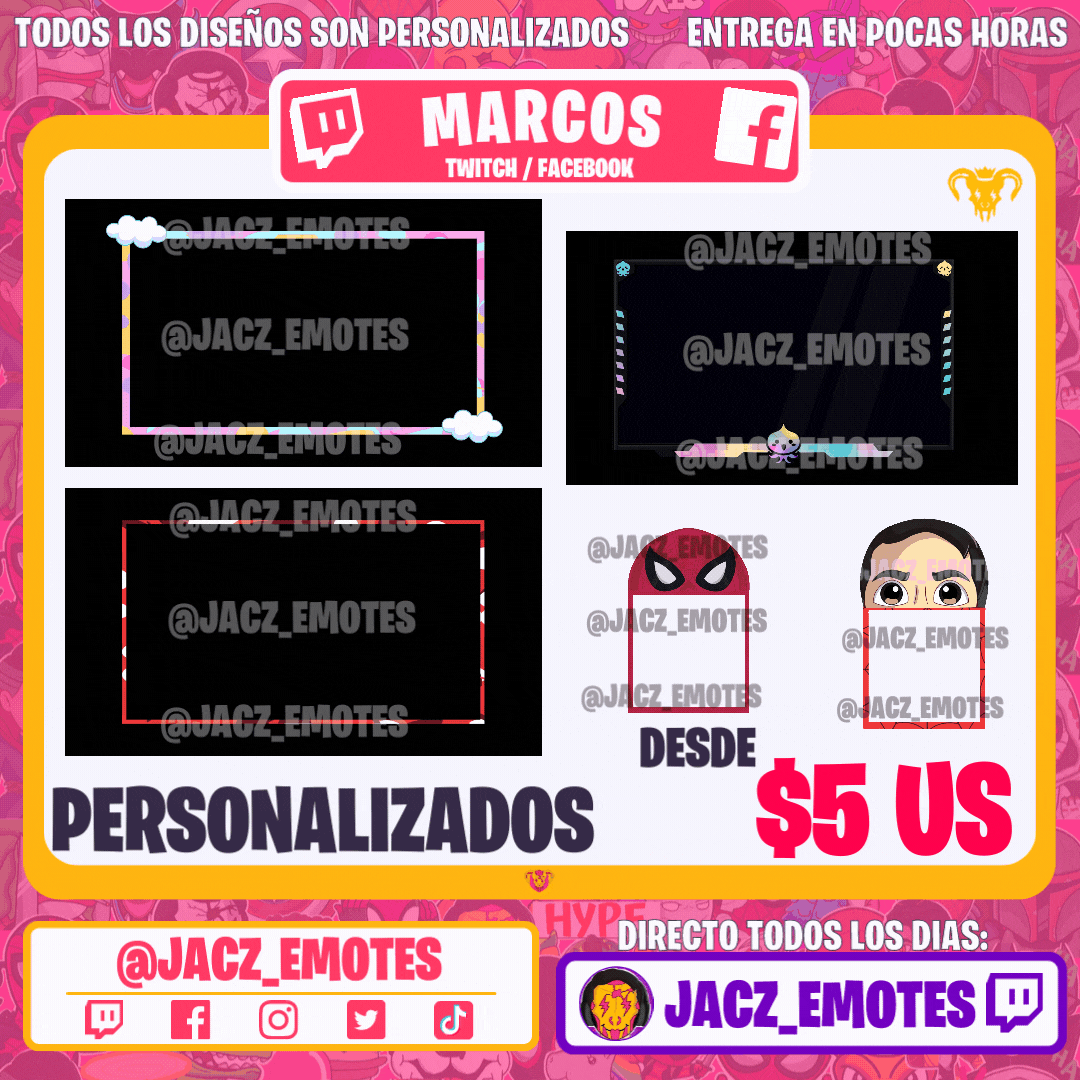 TODOS LOS DISEÑOS SON PERSONALIZADOS
ENTREGA EN POCAS HORAS
TOXIC
MARCOS
TWITCH / FACEBOOK
@JACZ_EMOTES
@JACZ_EMOTES
@JACZ_EMOTES
@JACZ_EMOTES
@JACZ_EMOTES
@JACZ_EMOTES
@JACZ_EMOTES
@JACZ_EMOTES
@JACZ_EMOTES
@JACZ_EMOTES
@JACZ_EMOTES
@JACZ_EMOTES
@JACZ_EMOTES
@JACZ_EMOTES
DESDE
$5 US
PERSONALIZADOS
HYPE
@JACZ_EMOTES
DIRECTO TODOS LOS DIAS:
JACZ_EMOTES